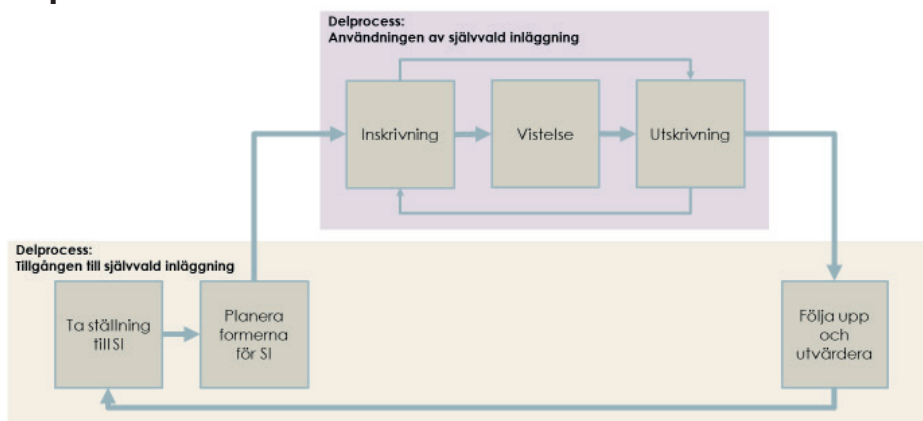 Delprocess:
Användningen av självvald inläggning
Inskrivning
Vistelse
Utskrivning
Delprocess:
Tillgången till självvald inläggning
Ta ställning
till SI
Planera
formerna
för SI
Följa upp
och
utvärdera